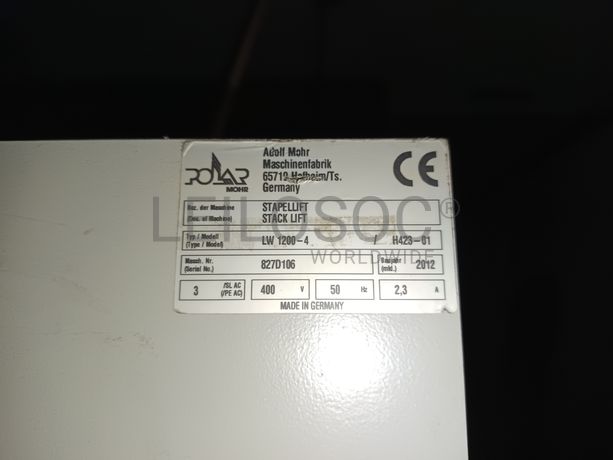 POLAR
MOHR
Adolf Mohr
Maschinenfabrik
65719 Hofheim/Ts.
Germany
CE
Bez. der Maschine
(Des. of Machine)
STAPELLIFT
STACK LIFT
Typ / Modell
(Type / Model)
LW 1200-4 / H423-01
Masch. Nr.
(Serial No.)
827D106
Baujahr
(mfd.)
2012
3 /SL AC
(/PE AC)
400 V
50 Hz
2,3 A
MADE IN GERMANY
LEILOSOC®
WORLDWIDE